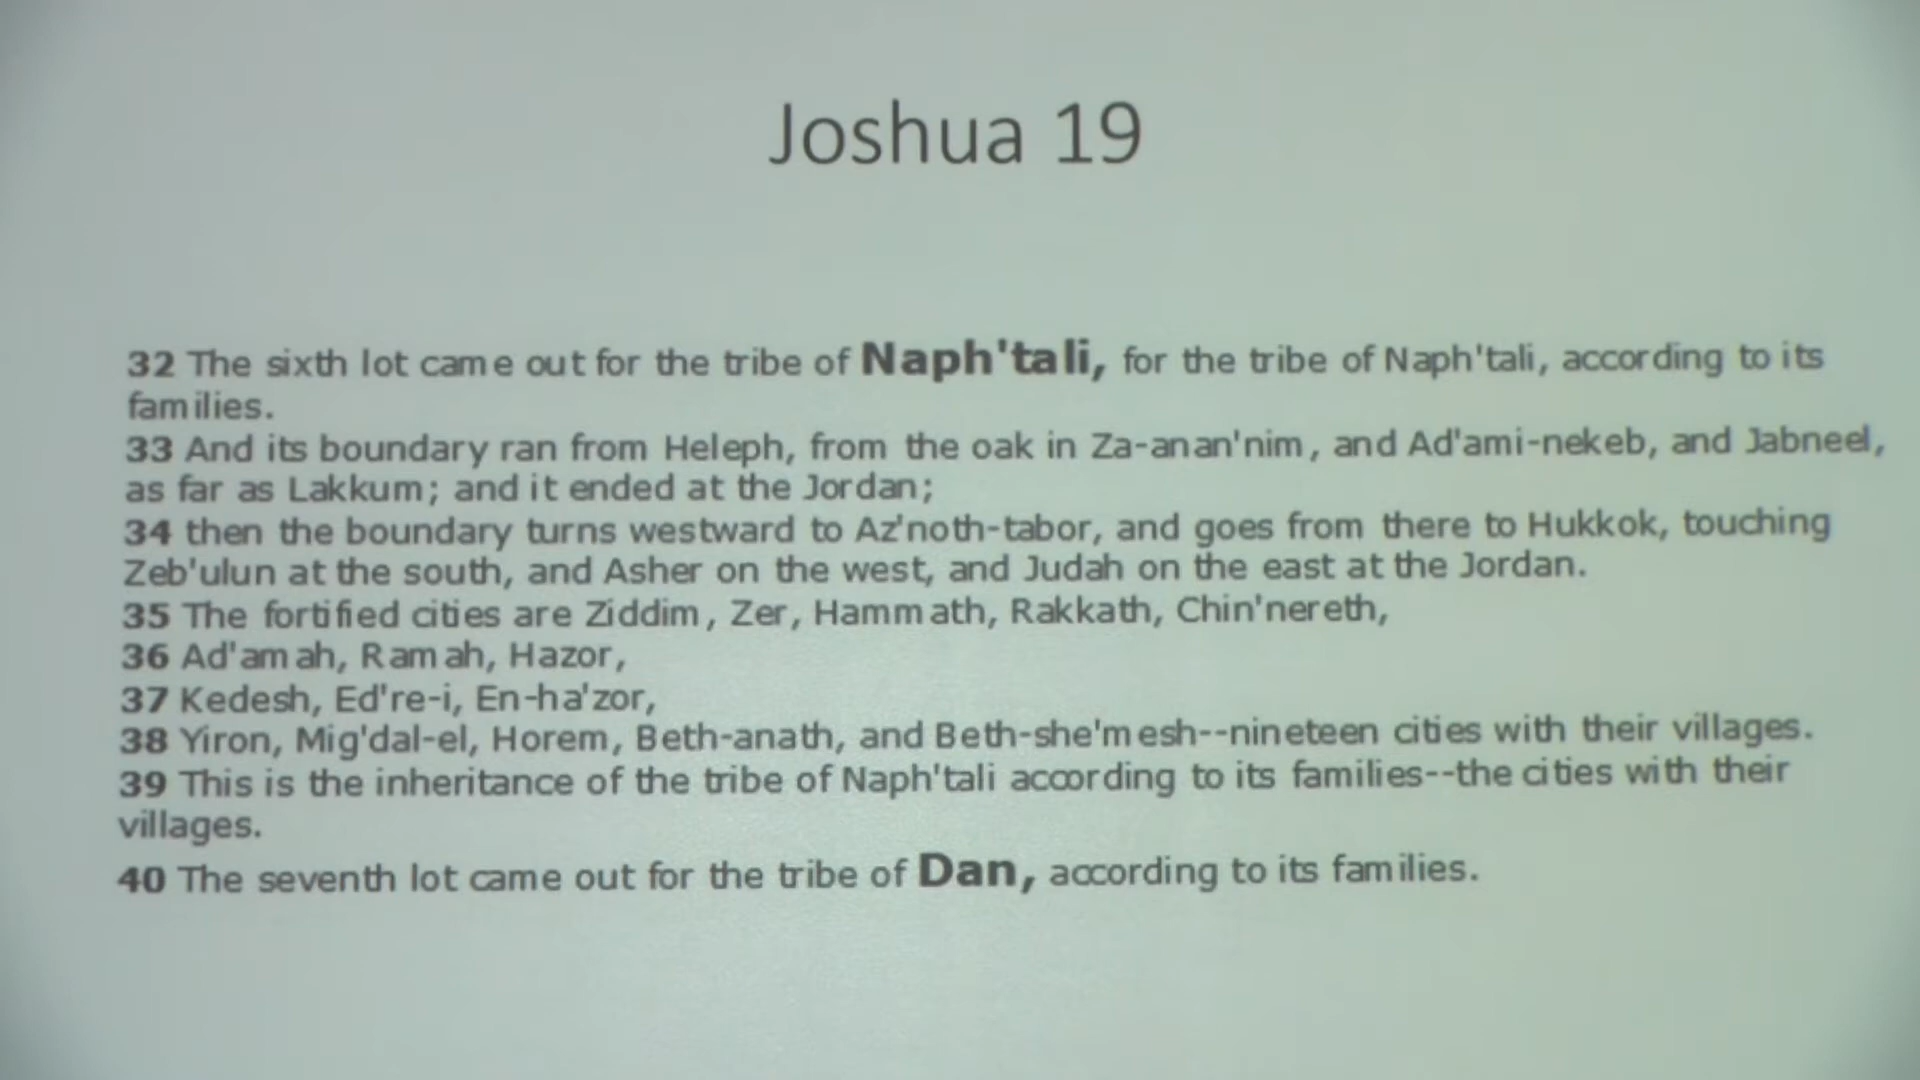 Joshua 19
32 The sixth lot came out for the tribe of Naph'tali, for the tribe of Naph'tali, according to its
families.
33 And its boundary ran from Heleph, from the oak in Za-anan'nim, and Ad'ami-nekeb, and Jabneel,
as far as Lakkum; and it ended at the Jordan;
34 then the boundary turns westward to Az'noth-tabor, and goes from there to Hukkok, touching
Zeb'ulun at the south, and Asher on the west, and Judah on the east at the Jordan.
35 The fortified cities are Ziddim, Zer, Hammath, Rakkath, Chin'nereth,
36 Ad'amah, Ramah, Hazor,
37 Kedesh, Ed're-i, En-ha'zor,
38 Yiron, Mig'dal-el, Horem, Beth-anath, and Beth-she'mesh--nineteen cities with their villages.
39 This is the inheritance of the tribe of Naph'tali according to its families--the cities with their
villages.
40 The seventh lot came out for the tribe of Dan, according to its families.